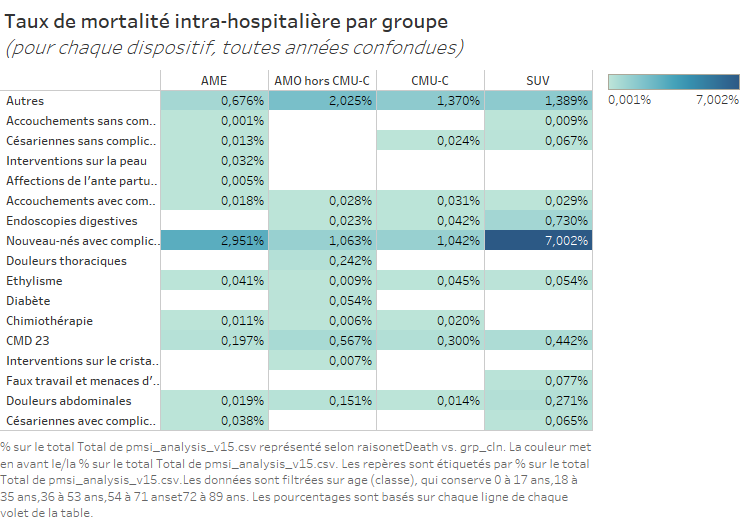 Taux de mortalité intra-hospitalière par groupe
(pour chaque dispositif, toutes années confondues)
AME AMO hors CMU-C CMU-C SUV
0,001% 7,002%
Autres 0,676% 2,025% 1,370% 1,389%
Accouchements sans com.. 0,001% 0,009%
Césariennes sans complic.. 0,013% 0,024% 0,067%
Interventions sur la peau 0,032%
Affections de l'ante partu.. 0,005%
Accouchements avec com.. 0,018% 0,028% 0,031% 0,029%
Endoscopies digestives 0,023% 0,042% 0,730%
Nouveau-nés avec complic.. 2,951% 1,063% 1,042% 7,002%
Douleurs thoraciques 0,242%
Ethylisme 0,041% 0,009% 0,045% 0,054%
Diabète 0,054%
Chimiothérapie 0,011% 0,006% 0,020%
CMD 23 0,197% 0,567% 0,300% 0,442%
Interventions sur le crista.. 0,007%
Faux travail et menaces d'.. 0,077%
Douleurs abdominales 0,019% 0,151% 0,014% 0,271%
Césariennes avec complic.. 0,038% 0,065%
% sur le total Total de pmsi_analysis_v15.csv représenté selon raisonetDeath vs. grp_cln. La couleur met
en avant le/la % sur le total Total de pmsi_analysis_v15.csv. Les repères sont étiquetés par % sur le total
Total de pmsi_analysis_v15.csv.Les données sont filtrées sur age (classe), qui conserve 0 à 17 ans,18 à
35 ans,36 à 53 ans,54 à 71 anset72 à 89 ans. Les pourcentages sont basés sur chaque ligne de chaque
volet de la table.